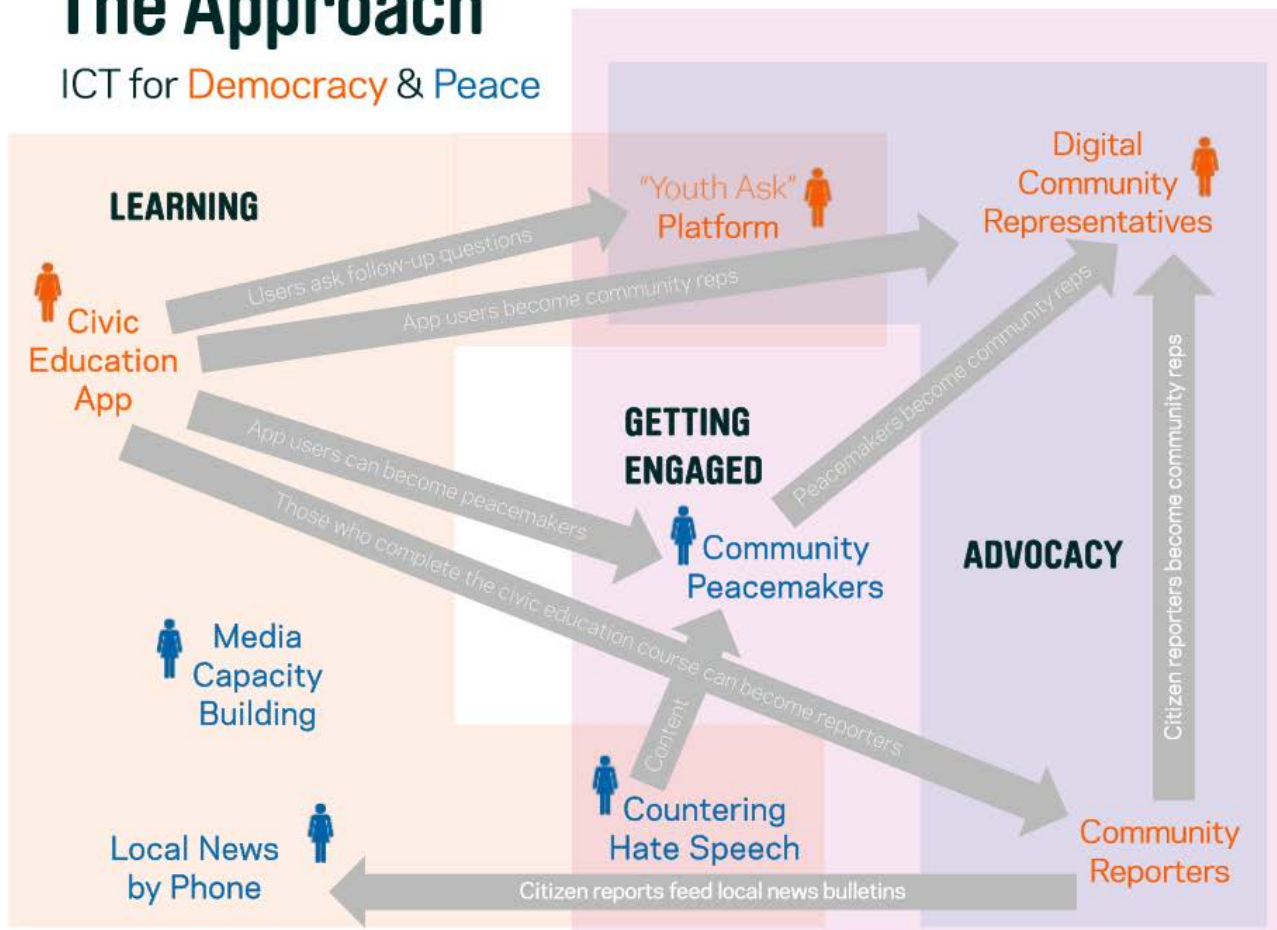 The Approach
ICT for Democracy & Peace
LEARNING
"Youth Ask"
Platform
Digital
Community
Representatives
Users ask follow-up questions
App users become community reps
Civic
Education
App
App users can become peacemakers
Those who complete the civic education course can become reporters
GETTING
ENGAGED
Peacemakers become community reps
Citizen reporters become community reps
Community
Peacemakers
ADVOCACY
Media
Capacity
Building
Content
Countering
Hate Speech
Local News
by Phone
Community
Reporters
Citizen reports feed local news bulletins